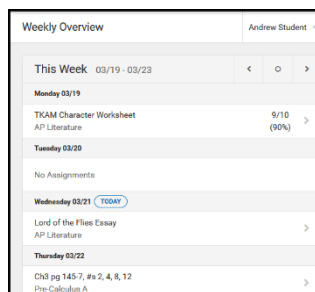 Weekly Overview
Andrew Student
This Week 03/19 - 03/23
Monday 03/19
TKAM Character Worksheet 9/10
AP Literature (90%)
Tuesday 03/20
No Assignments
Wednesday 03/21 TODAY
Lord of the Flies Essay
AP Literature
Thursday 03/22
Ch3 pg 145-7, #s 2, 4, 8, 12
Pre-Calculus A